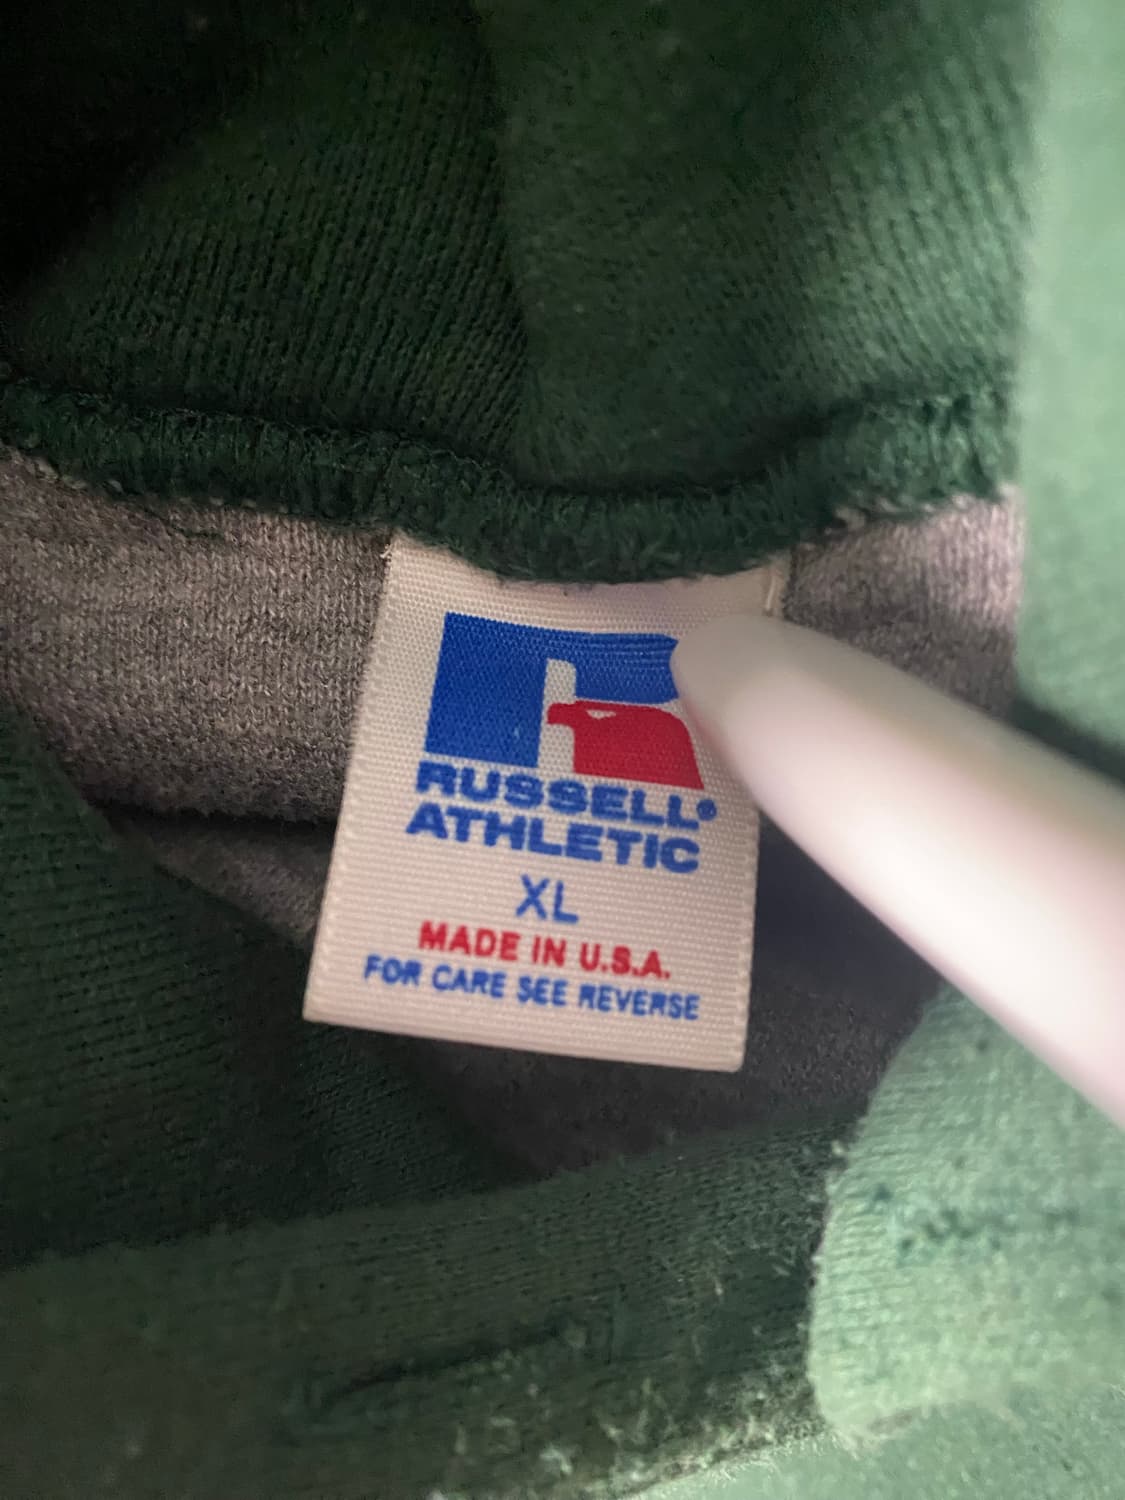 RUSSELL®
ATHLETIC
XL
MADE IN U.S.A.
FOR CARE SEE REVERSE